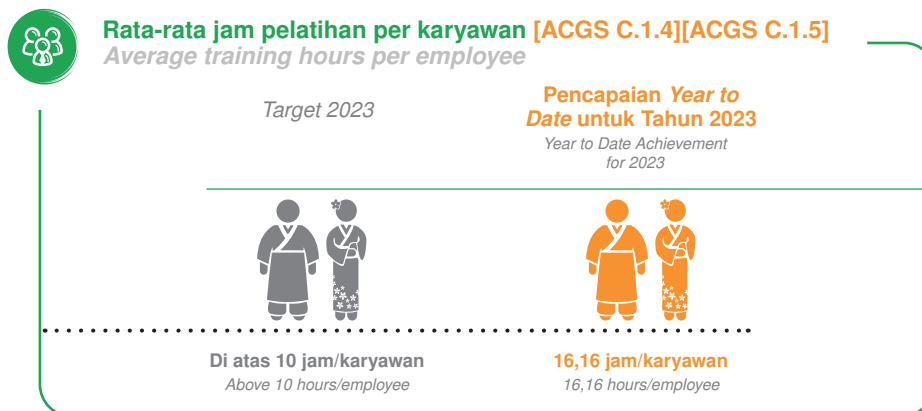 Rata-rata jam pelatihan per karyawan [ACGS C.1.4][ACGS C.1.5]
Average training hours per employee
Target 2023
Pencapaian Year to
Date untuk Tahun 2023
Year to Date Achievement
for 2023
Di atas 10 jam/karyawan
Above 10 hours/employee
16,16 jam/karyawan
16,16 hours/employee